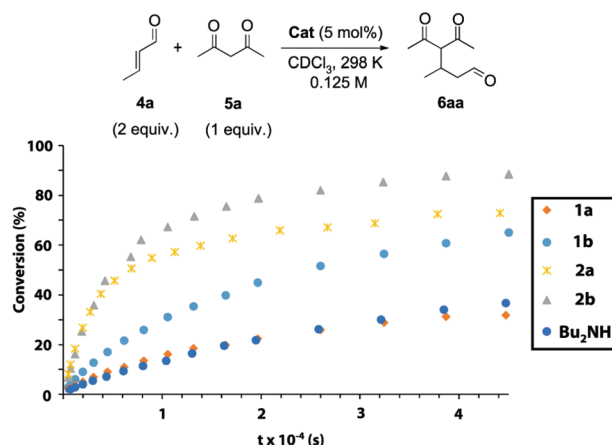 O
O O
Cat (5 mol%)
O O
+
CDCl₃, 298 K
0.125 M
O
4a 5a 6aa
(2 equiv.) (1 equiv.)
100
80
60
40
20
0
Conversion (%)
1 2 3 4
t x 10⁻⁴ (s)
1a
1b
2a
2b
Bu₂NH